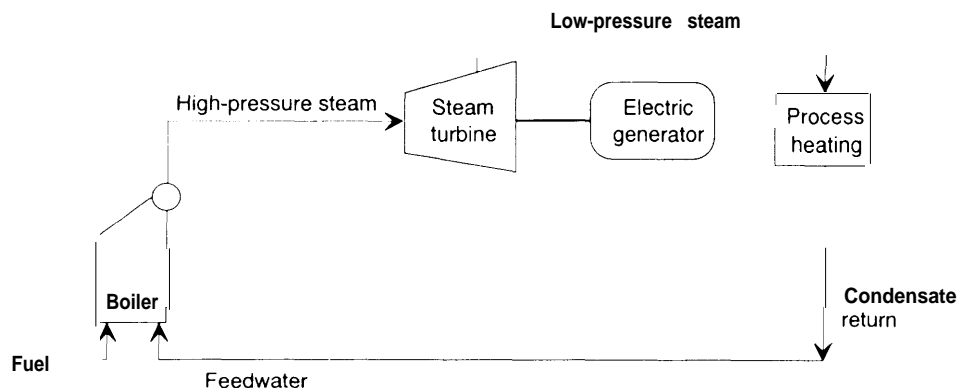 Low-pressure steam
High-pressure steam
Steam
turbine
Electric
generator
Process
heating
Boiler
Condensate
return
Fuel
Feedwater